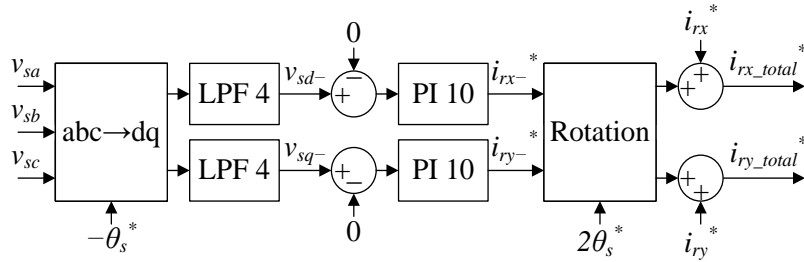 0
i_rx^*
v_sa
LPF 4
v_sd−
−
+
PI 10
i_rx−^*
+
+
i_rx_total^*
v_sb
abc→dq
Rotation
v_sc
LPF 4
v_sq−
+
−
PI 10
i_ry−^*
+
+
i_ry_total^*
−θ_s^*
0
2θ_s^*
i_ry^*